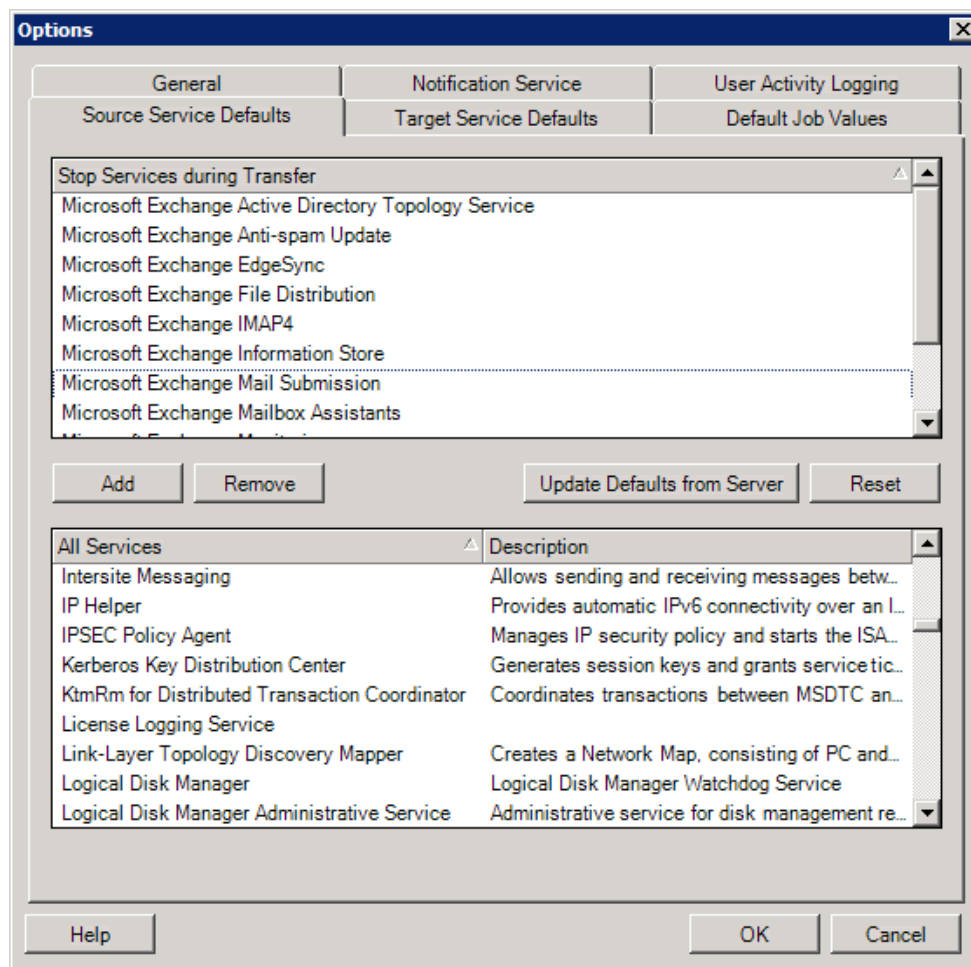 Options
General Notification Service User Activity Logging
Source Service Defaults Target Service Defaults Default Job Values
Stop Services during Transfer
Microsoft Exchange Active Directory Topology Service
Microsoft Exchange Anti-spam Update
Microsoft Exchange EdgeSync
Microsoft Exchange File Distribution
Microsoft Exchange IMAP4
Microsoft Exchange Information Store
Microsoft Exchange Mail Submission
Microsoft Exchange Mailbox Assistants
Add Remove Update Defaults from Server Reset
All Services Description
Intersite Messaging Allows sending and receiving messages betw...
IP Helper Provides automatic IPv6 connectivity over an I...
IPSEC Policy Agent Manages IP security policy and starts the ISA...
Kerberos Key Distribution Center Generates session keys and grants service tic...
KtmRm for Distributed Transaction Coordinator Coordinates transactions between MSDTC an...
License Logging Service
Link-Layer Topology Discovery Mapper Creates a Network Map, consisting of PC and...
Logical Disk Manager Logical Disk Manager Watchdog Service
Logical Disk Manager Administrative Service Administrative service for disk management re...
Help OK Cancel